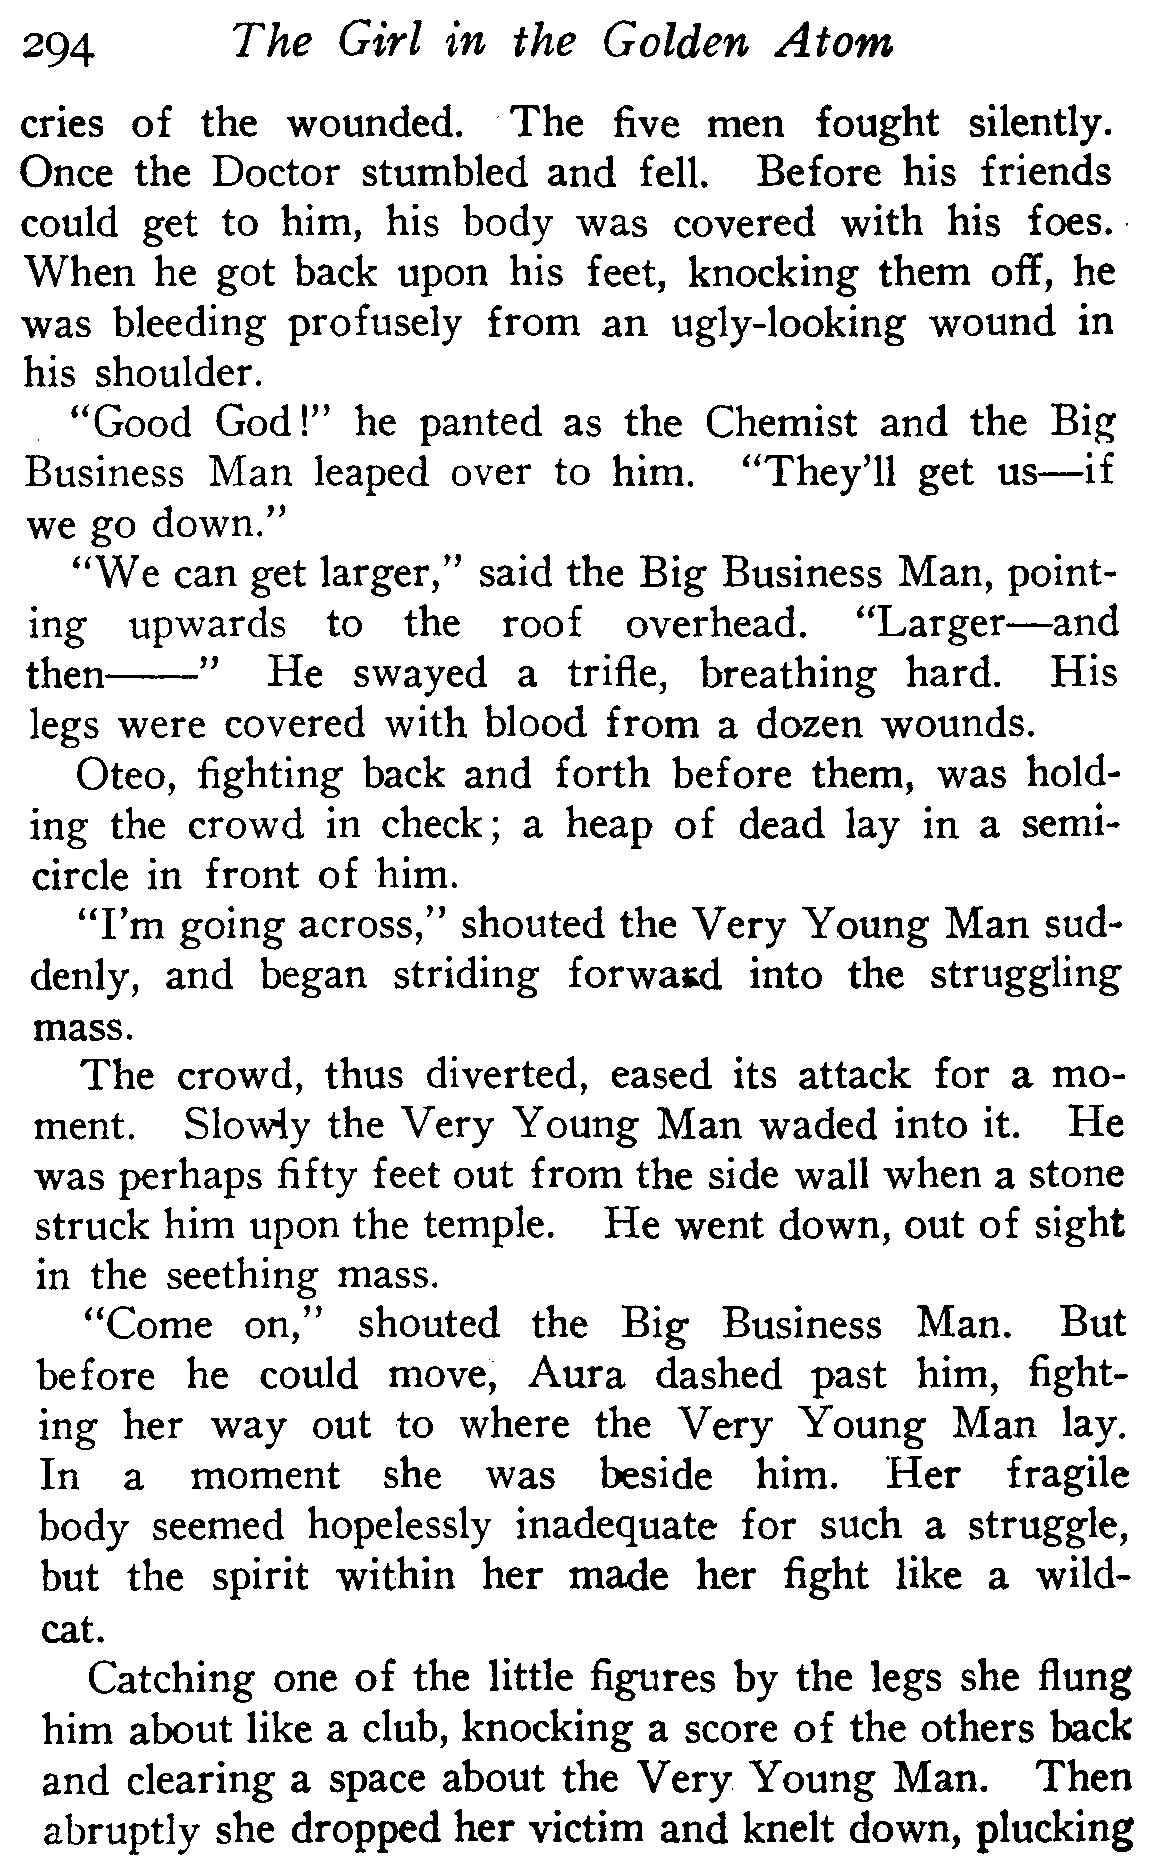 294 The Girl in the Golden Atom
cries of the wounded. The five men fought silently.
Once the Doctor stumbled and fell. Before his friends
could get to him, his body was covered with his foes.
When he got back upon his feet, knocking them off, he
was bleeding profusely from an ugly-looking wound in
his shoulder.
"Good God!" he panted as the Chemist and the Big
Business Man leaped over to him. "They'll get us—if
we go down."
"We can get larger," said the Big Business Man, point-
ing upwards to the roof overhead. "Larger—and
then——" He swayed a trifle, breathing hard. His
legs were covered with blood from a dozen wounds.
Oteo, fighting back and forth before them, was hold-
ing the crowd in check; a heap of dead lay in a semi-
circle in front of him.
"I'm going across," shouted the Very Young Man sud-
denly, and began striding forward into the struggling
mass.
The crowd, thus diverted, eased its attack for a mo-
ment. Slowly the Very Young Man waded into it. He
was perhaps fifty feet out from the side wall when a stone
struck him upon the temple. He went down, out of sight
in the seething mass.
"Come on," shouted the Big Business Man. But
before he could move, Aura dashed past him, fight-
ing her way out to where the Very Young Man lay.
In a moment she was beside him. Her fragile
body seemed hopelessly inadequate for such a struggle,
but the spirit within her made her fight like a wild-
cat.
Catching one of the little figures by the legs she flung
him about like a club, knocking a score of the others back
and clearing a space about the Very Young Man. Then
abruptly she dropped her victim and knelt down, plucking